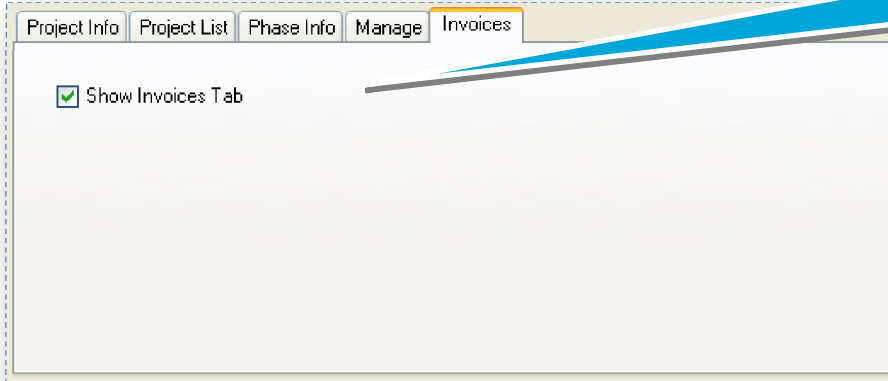 Project Info Project List Phase Info Manage Invoices
Show Invoices Tab